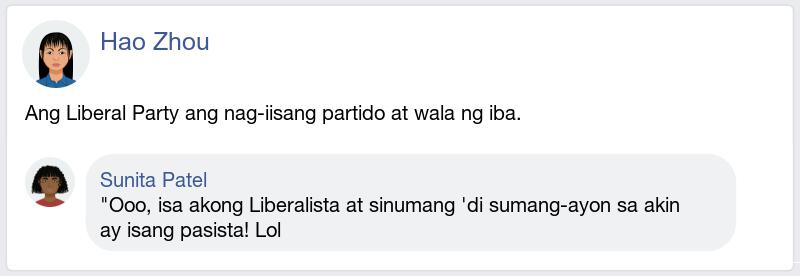 Hao Zhou
Ang Liberal Party ang nag-iisang partido at wala ng iba.
Sunita Patel
"Ooo, isa akong Liberalista at sinumang 'di sumang-ayon sa akin
ay isang pasista! Lol